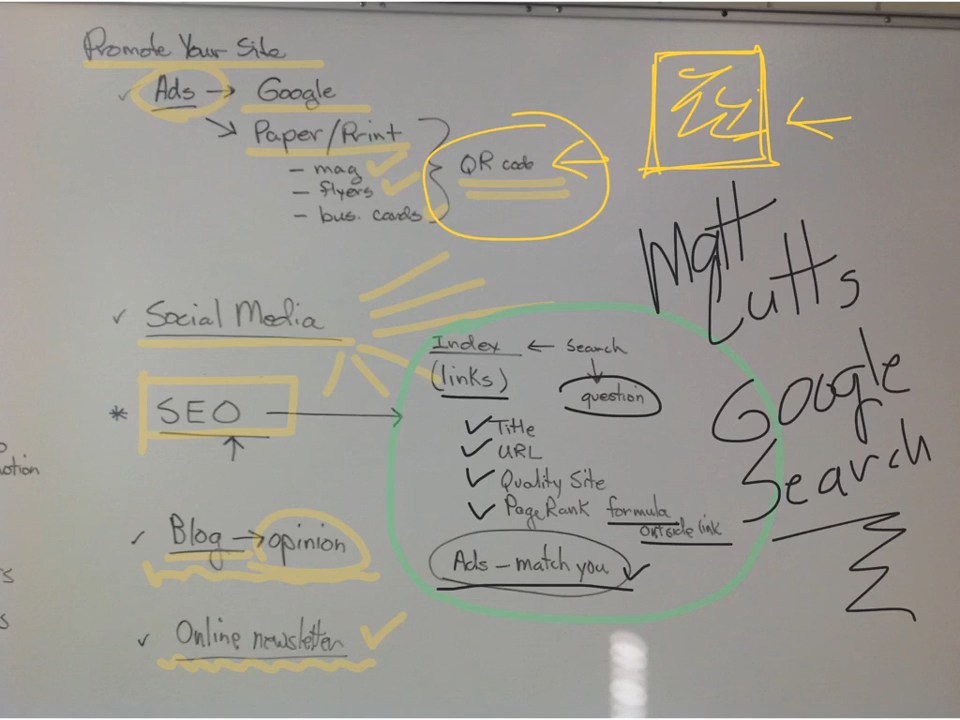 Promote Your Site
Ads → Google
Paper/Print
- mag
- flyers
- bus. cards
QR code
Matt
Cutts
Google
Search
Social Media
SEO
Index ← Search
(links)
question
Title
URL
Quality Site
PageRank formula
outside link
Ads - match you
Blog → opinion
Online newsletter